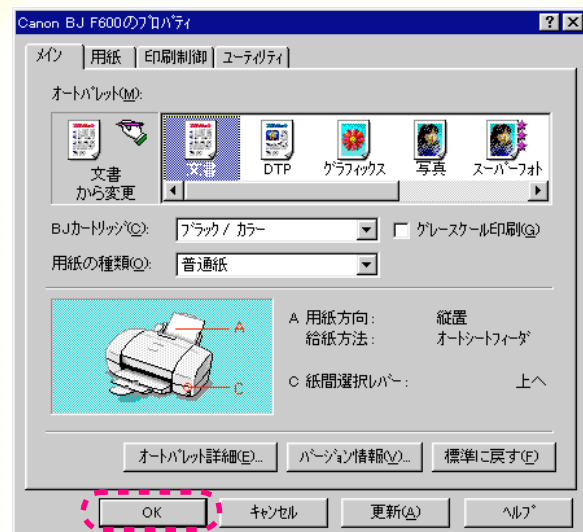 Canon BJ F600のプロパティ
メイン 用紙 印刷制御 ユーティリティ
オートパレット(M):
文書
から変更
文書 DTP グラフィックス 写真 スーパーフォト
BJカートリッジ(C): ブラック / カラー グレースケール印刷(G)
用紙の種類(O): 普通紙
A 用紙方向: 縦置
給紙方法: オートシートフィーダ
C 紙間選択レバー: 上へ
A
C
オートパレット詳細(E)... バージョン情報(V)... 標準に戻す(F)
OK キャンセル 更新(A) ヘルプ